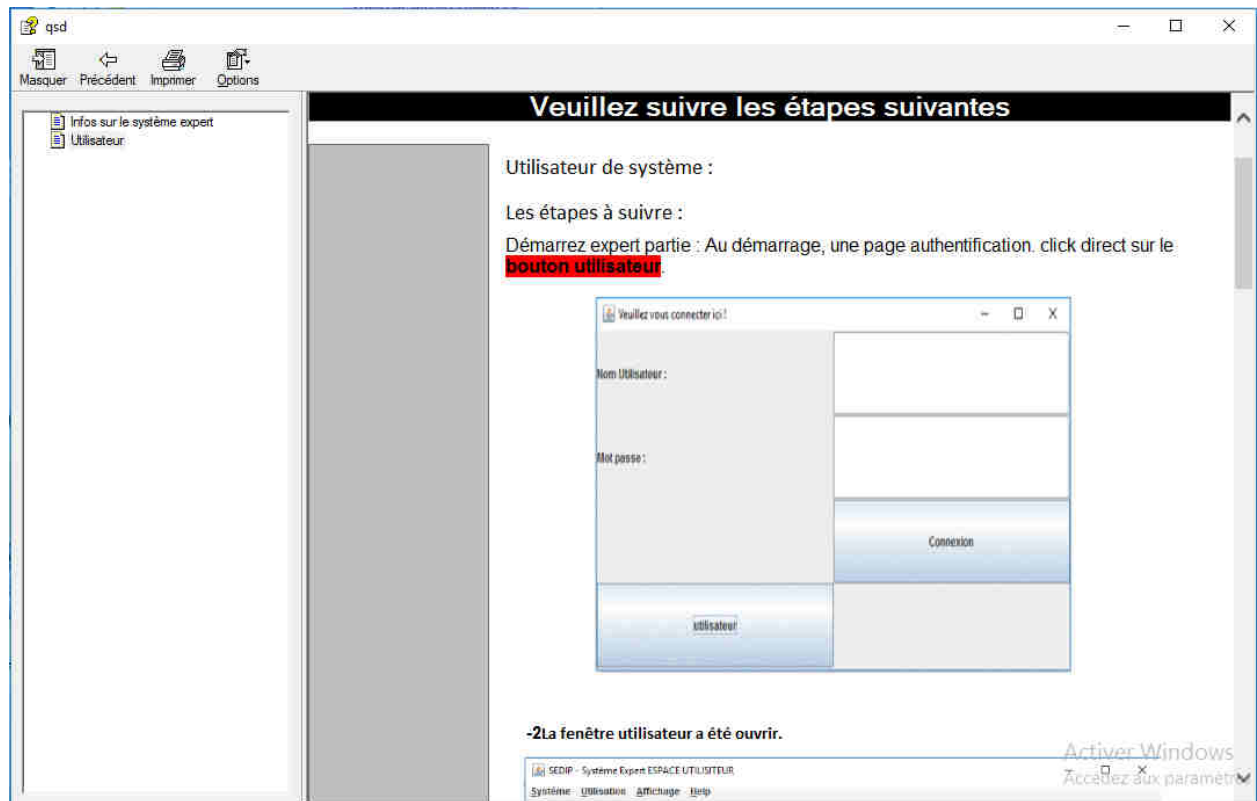 qsd
Masquer Précédent Imprimer Options
Infos sur le système expert
Utilisateur
Veuillez suivre les étapes suivantes
Utilisateur de système :
Les étapes à suivre :
Démarrez expert partie : Au démarrage, une page authentification. click direct sur le
bouton utilisateur.
Veuillez vous connecter ici !
Nom Utilisateur :
Mot passe :
Connexion
utilisateur
-2La fenêtre utilisateur a été ouvrir.
SEDIP - Système Expert ESPACE UTILISITEUR
Système Utilisation Affichage Help
Activer Windows
Accédez aux paramètr